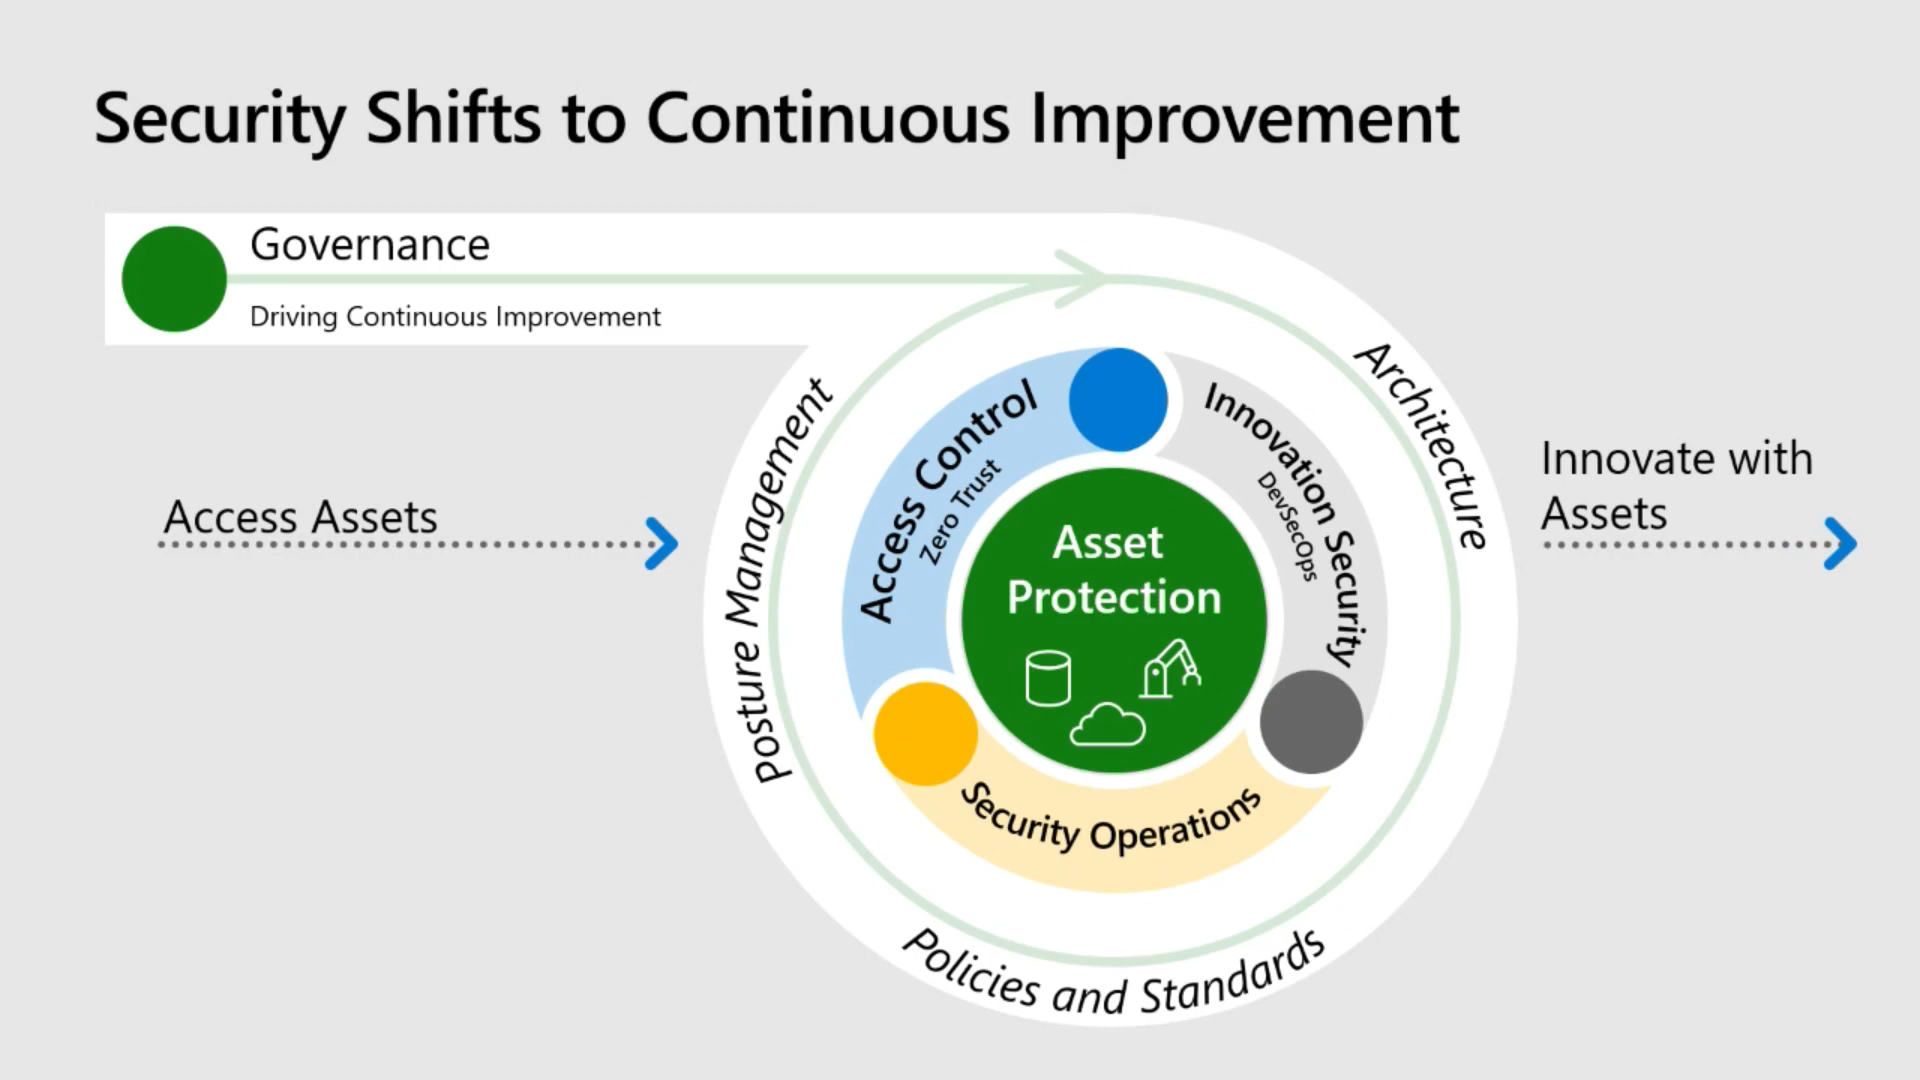 Security Shifts to Continuous Improvement
Governance
Driving Continuous Improvement
Access Assets
Posture Management
Architecture
Policies and Standards
Access Control
Zero Trust
Innovation Security
DevSecOps
Security Operations
Asset
Protection
Innovate with
Assets